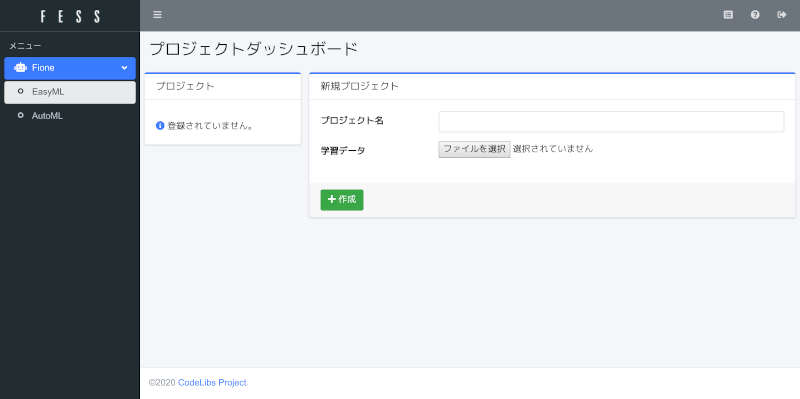 FESS
メニュー
Fione
EasyML
AutoML
プロジェクトダッシュボード
プロジェクト
登録されていません。
新規プロジェクト
プロジェクト名
学習データ
ファイルを選択 選択されていません
作成
©2020 CodeLibs Project.